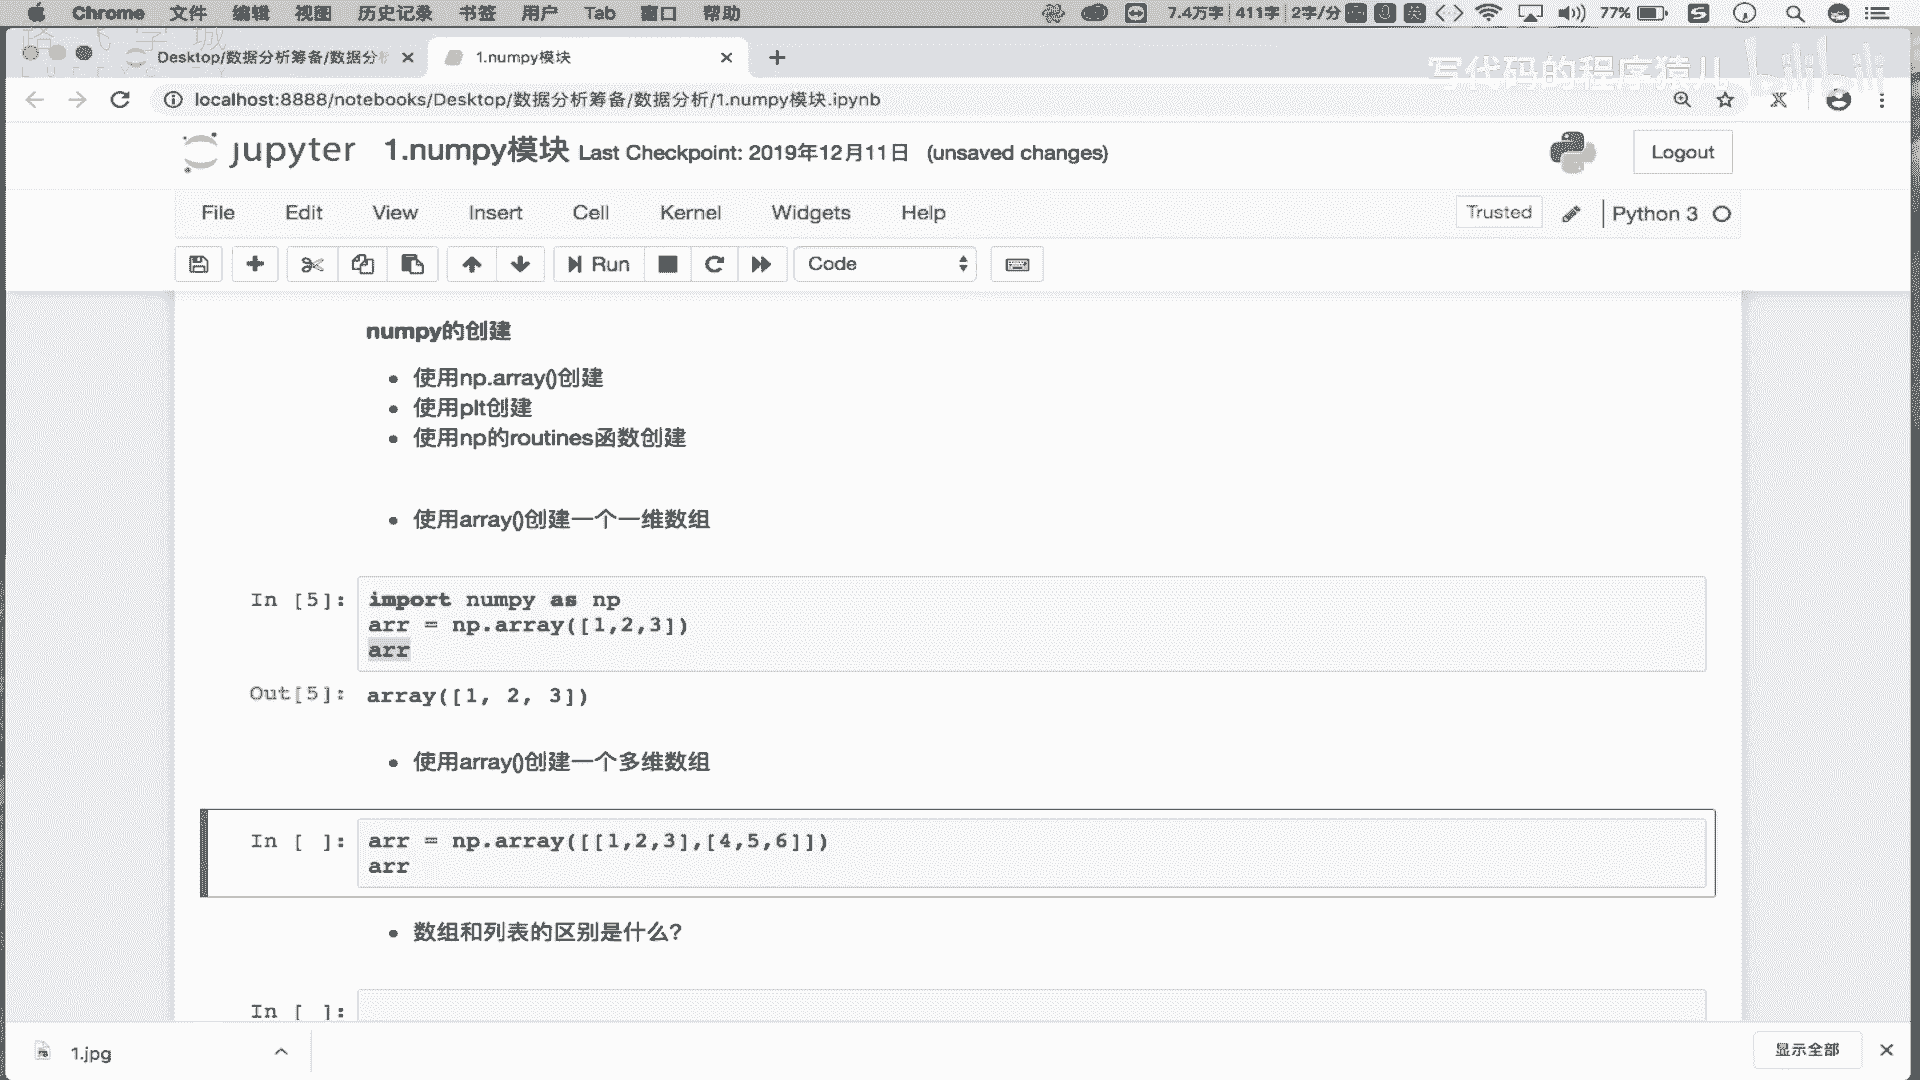 Chrome 文件 编辑 视图 历史记录 书签 用户 Tab 窗口 帮助 7.4万字 411字 2字/分 77%
Desktop/数据分析筹备/数据分析 1.numpy模块
写代码的程序猿儿 bilibili
localhost:8888/notebooks/Desktop/数据分析筹备/数据分析/1.numpy模块.ipynb
jupyter 1.numpy模块 Last Checkpoint: 2019年12月11日 (unsaved changes) Logout
File Edit View Insert Cell Kernel Widgets Help Trusted Python 3
Run Code
numpy的创建
• 使用np.array()创建
• 使用plt创建
• 使用np的routines函数创建
• 使用array()创建一个一维数组
In [5]: import numpy as np
arr = np.array([1,2,3])
arr
Out[5]: array([1, 2, 3])
• 使用array()创建一个多维数组
In [ ]: arr = np.array([[1,2,3],[4,5,6]])
arr
• 数组和列表的区别是什么?
In [ ]:
1.jpg 显示全部